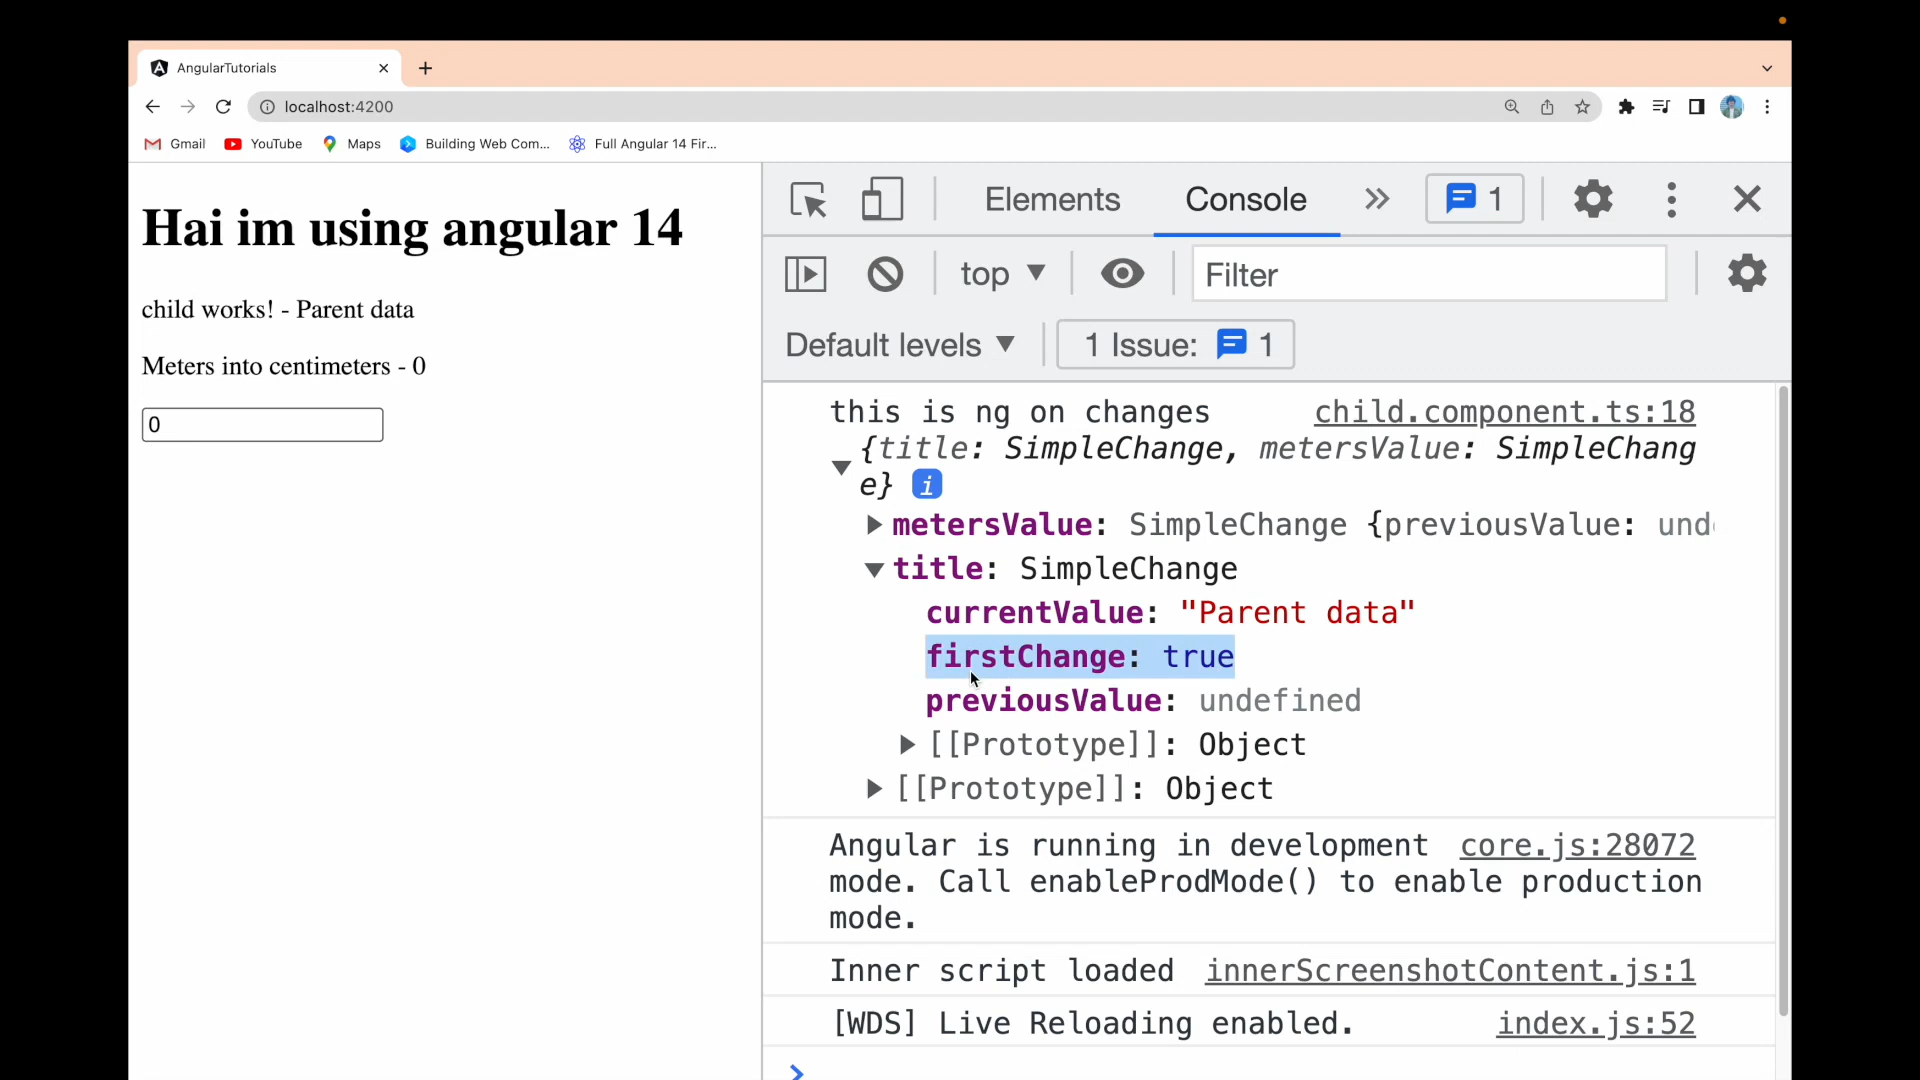 AngularTutorials
localhost:4200
Gmail YouTube Maps Building Web Com... Full Angular 14 Fir...
Hai im using angular 14
child works! - Parent data
Meters into centimeters - 0
0
Elements Console 1
top Filter
Default levels 1 Issue: 1
this is ng on changes child.component.ts:18
{title: SimpleChange, metersValue: SimpleChang
e} i
metersValue: SimpleChange {previousValue: und
title: SimpleChange
currentValue: "Parent data"
firstChange: true
previousValue: undefined
[[Prototype]]: Object
[[Prototype]]: Object
Angular is running in development core.js:28072
mode. Call enableProdMode() to enable production
mode.
Inner script loaded innerScreenshotContent.js:1
[WDS] Live Reloading enabled. index.js:52